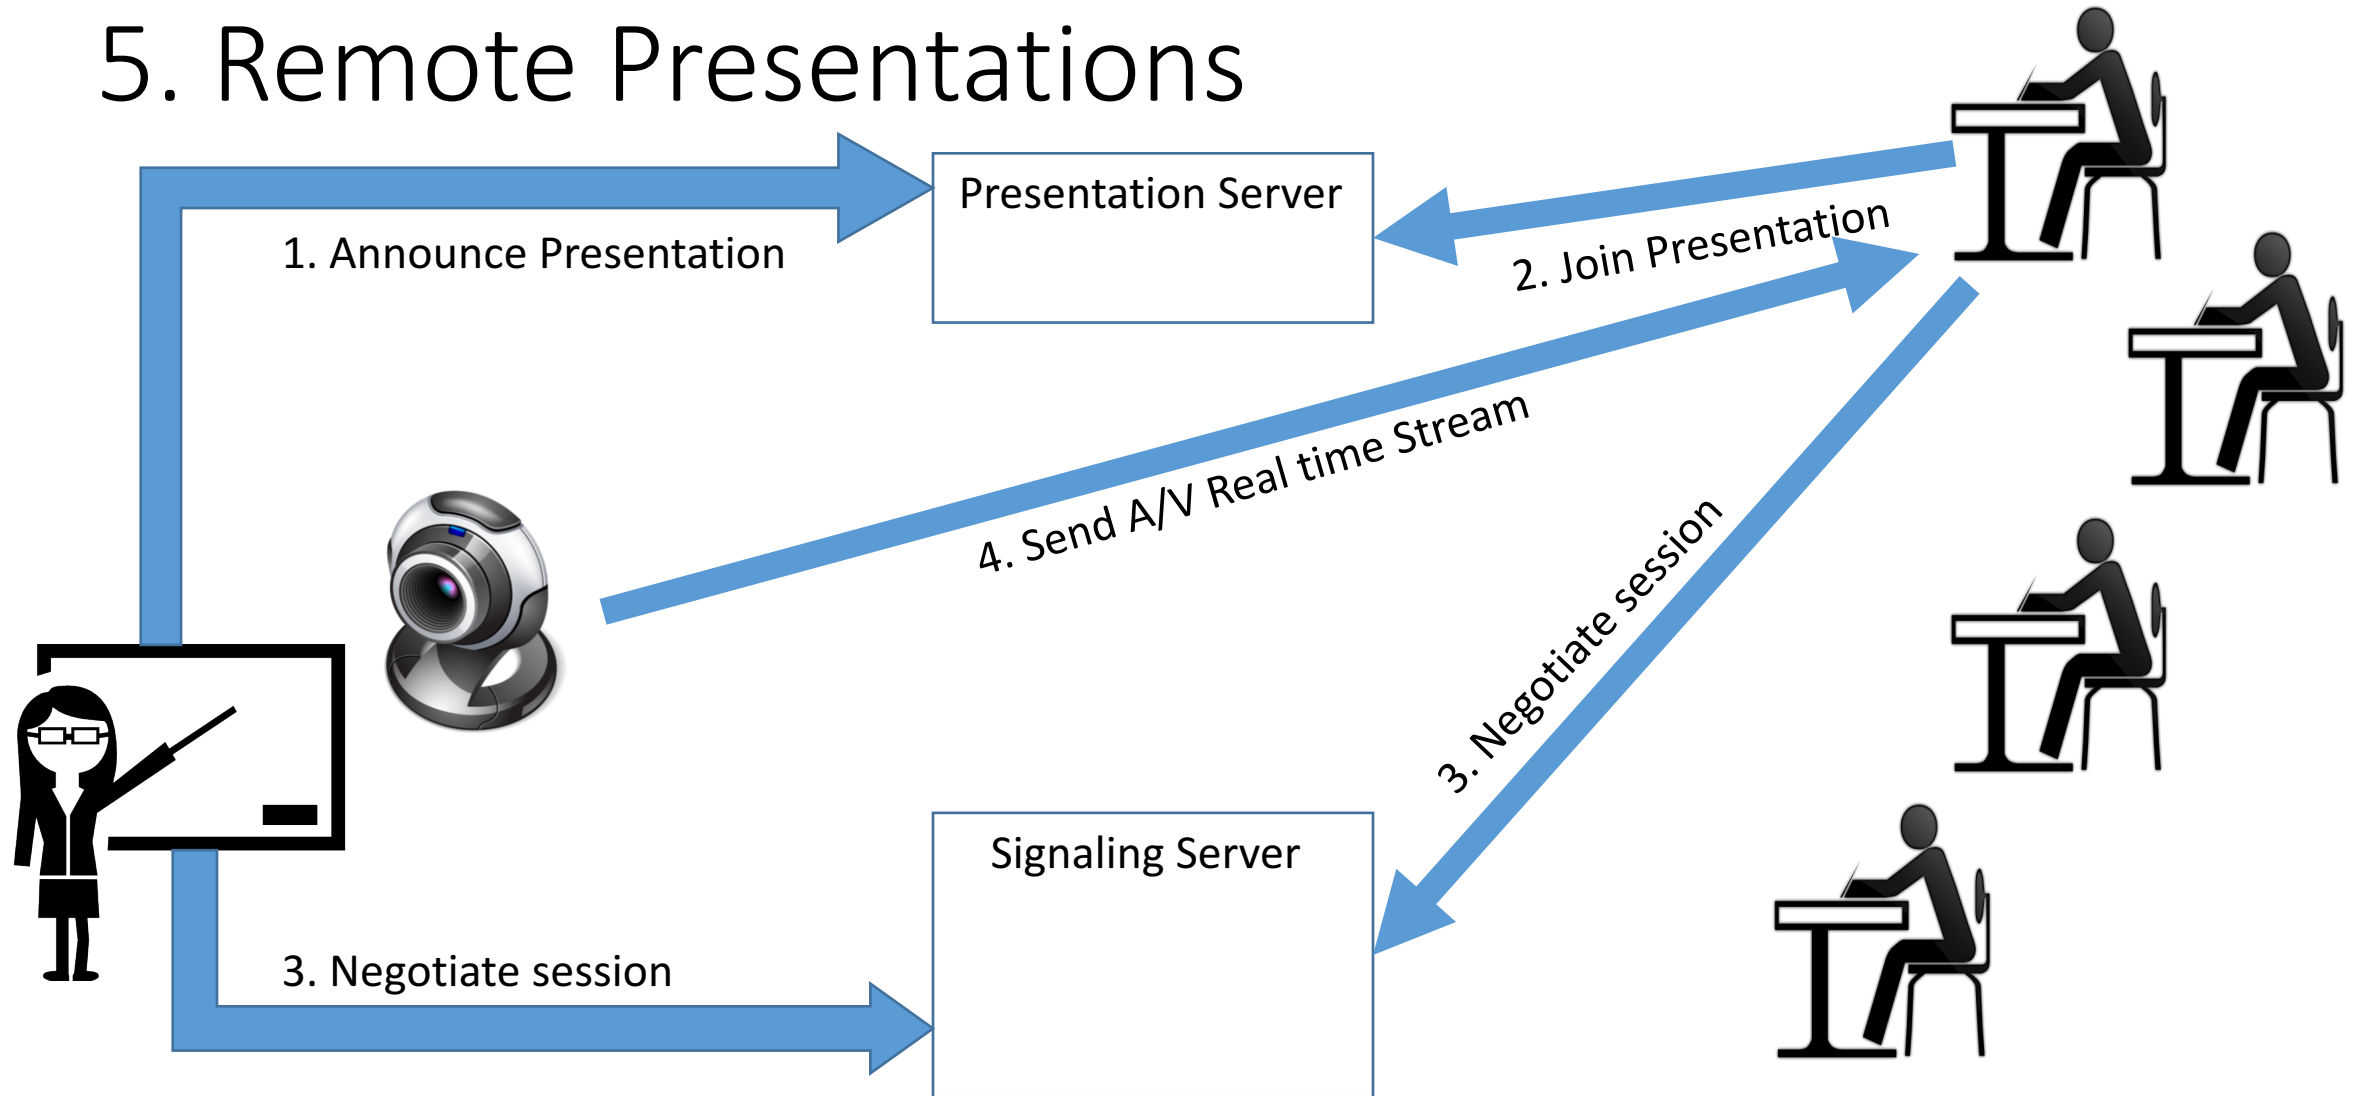 5. Remote Presentations
Presentation Server
1. Announce Presentation
2. Join Presentation
4. Send A/V Real time Stream
3. Negotiate session
Signaling Server
3. Negotiate session